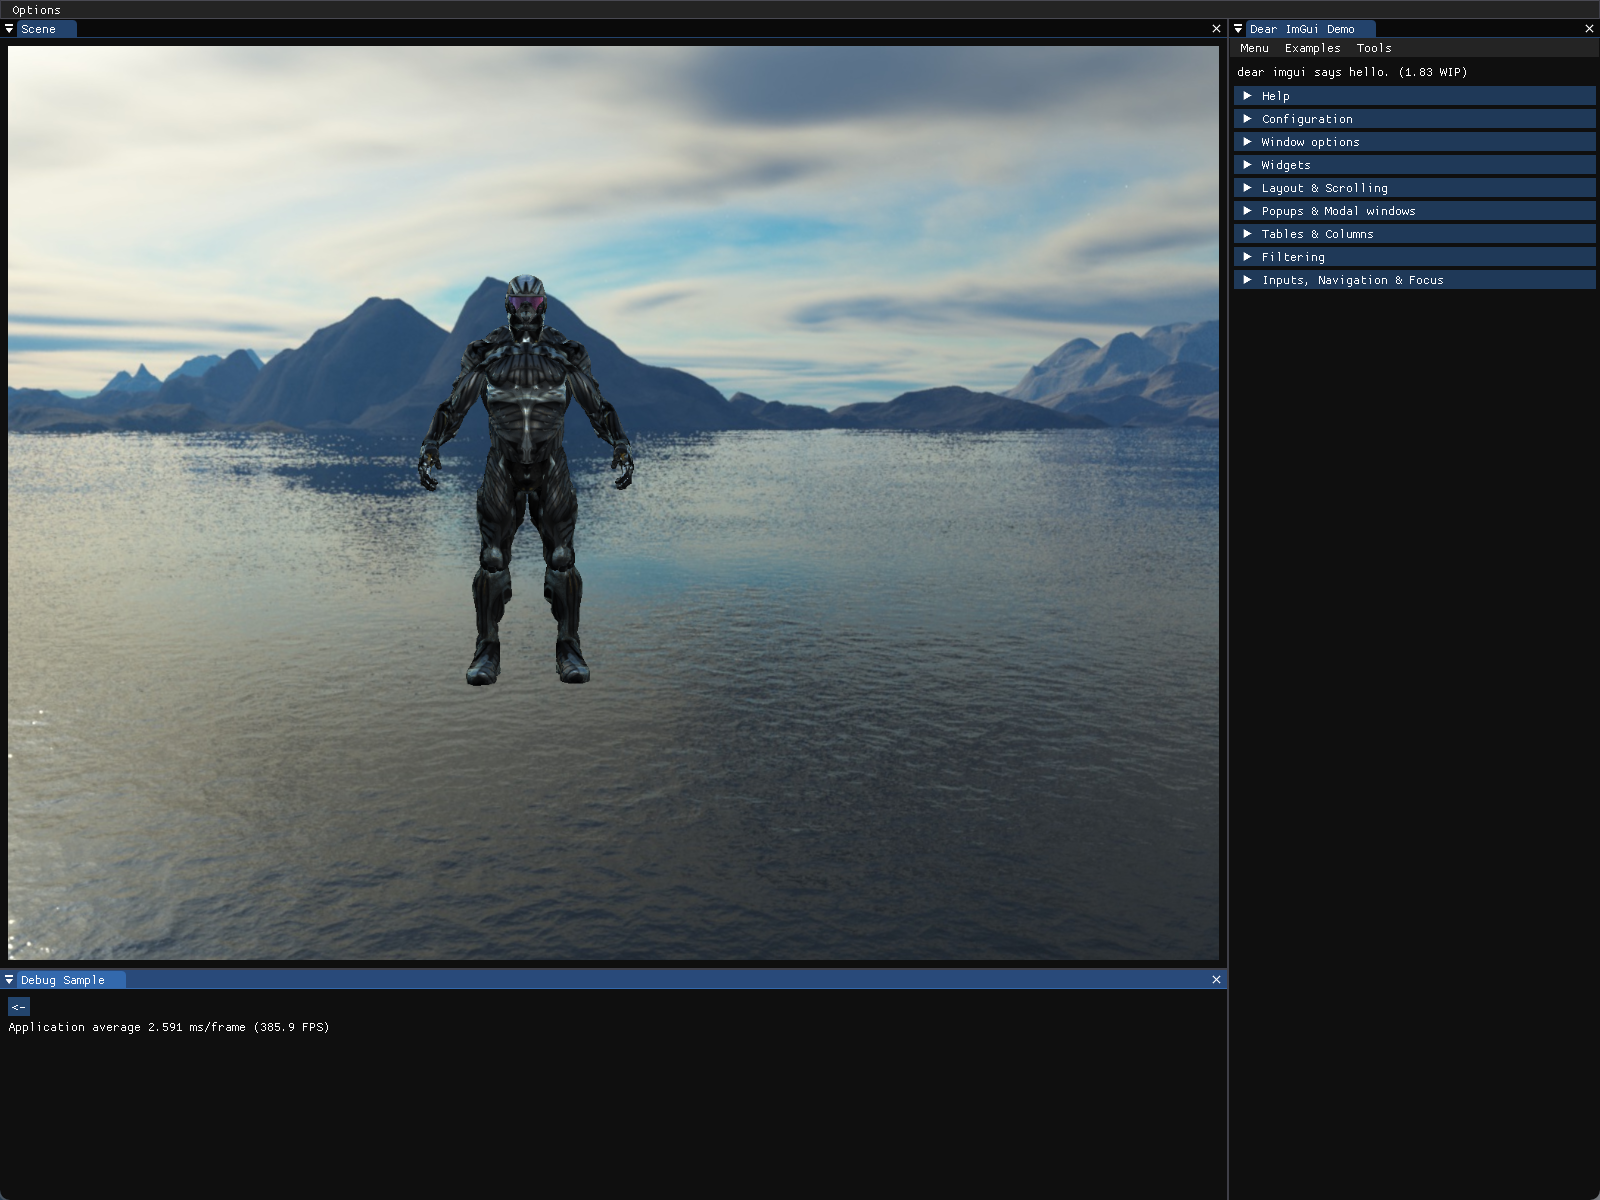 Options
Scene
Dear ImGui Demo
Menu Examples Tools
dear imgui says hello. (1.83 WIP)
Help
Configuration
Window options
Widgets
Layout & Scrolling
Popups & Modal windows
Tables & Columns
Filtering
Inputs, Navigation & Focus
Debug Sample
<-
Application average 2.591 ms/frame (385.9 FPS)